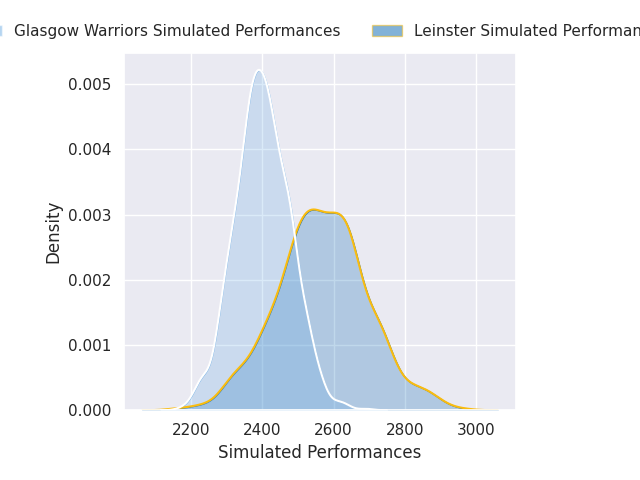 Glasgow Warriors Simulated Performances
Leinster Simulated
0.005
0.004
0.003
0.002
0.001
0.000
Density
2200 2400 2600 2800 3000
Simulated Performances